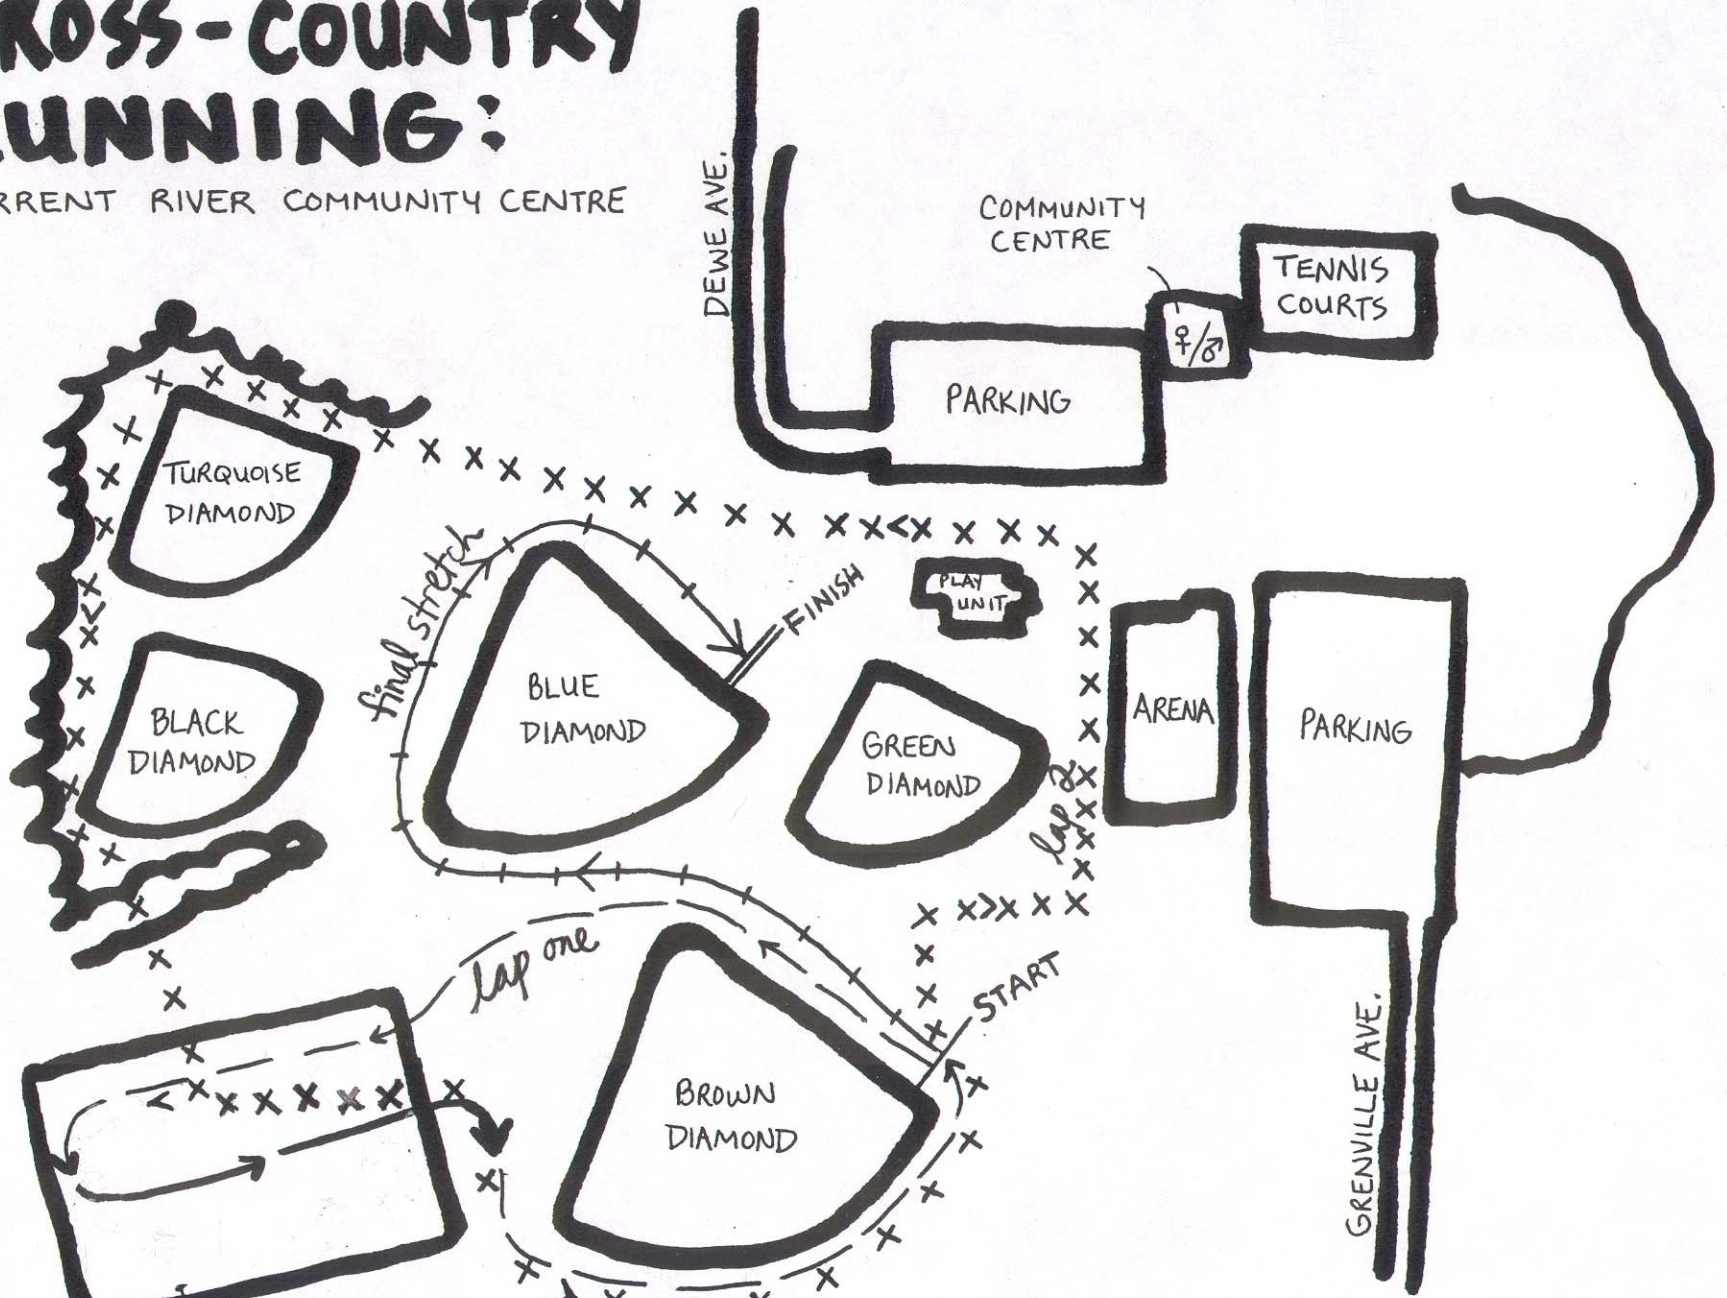 ROSS-COUNTRY
UNNING:
RRENT RIVER COMMUNITY CENTRE
DEWE AVE.
COMMUNITY
CENTRE
♀/♂
TENNIS
COURTS
PARKING
TURQUOISE
DIAMOND
final stretch
FINISH
PLAY
UNIT
BLACK
DIAMOND
BLUE
DIAMOND
GREEN
DIAMOND
ARENA
PARKING
lap 2
lap one
START
BROWN
DIAMOND
GRENVILLE AVE.